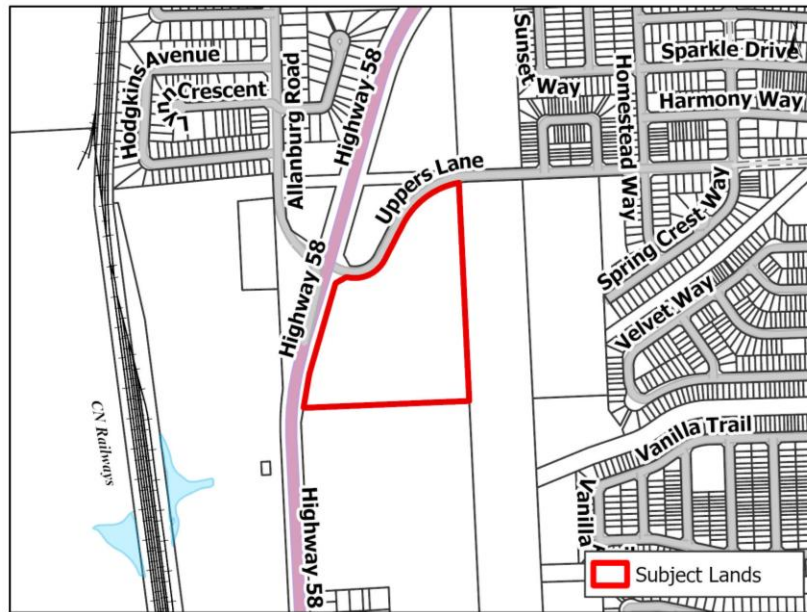 Hodgkins Avenue
Lynn Crescent
Allanburg Road
Highway 58
Uppers Lane
Highway 58
Highway 58
CN Railways
Sunset Way
Homestead Way
Sparkle Drive
Harmony Way
Spring Crest Way
Velvet Way
Vanilla Trail
Vanilla
Subject Lands